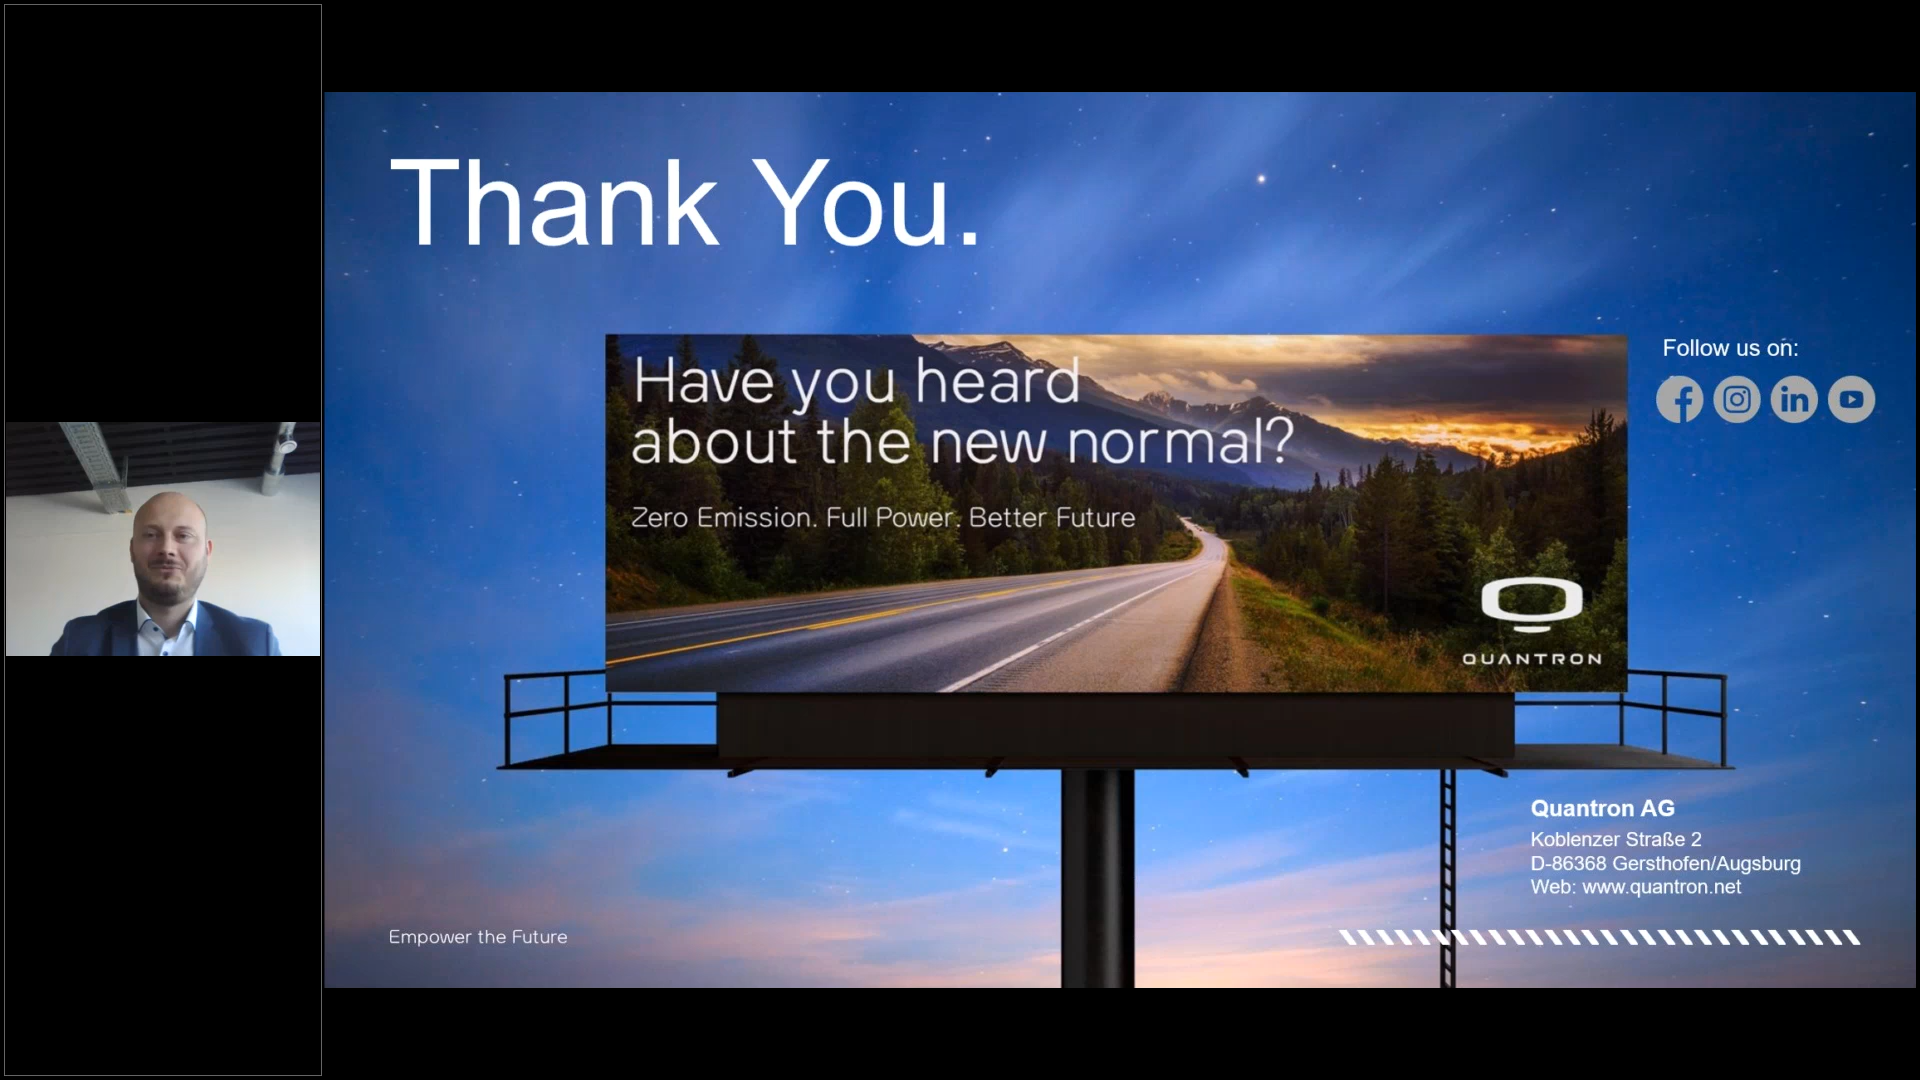 Thank You.
Have you heard
about the new normal?
Zero Emission. Full Power. Better Future
QUANTRON
Follow us on:
Quantron AG
Koblenzer Straße 2
D-86368 Gersthofen/Augsburg
Web: www.quantron.net
Empower the Future